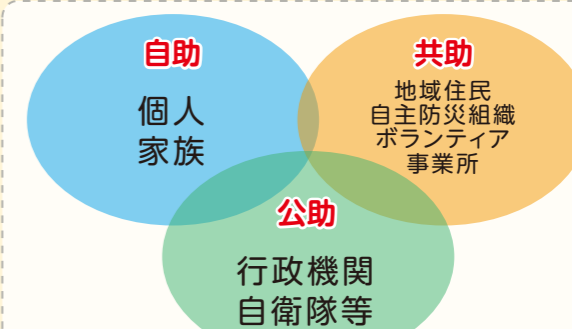 自助
個人
家族
共助
地域住民
自主防災組織
ボランティア
事業所
公助
行政機関
自衛隊等